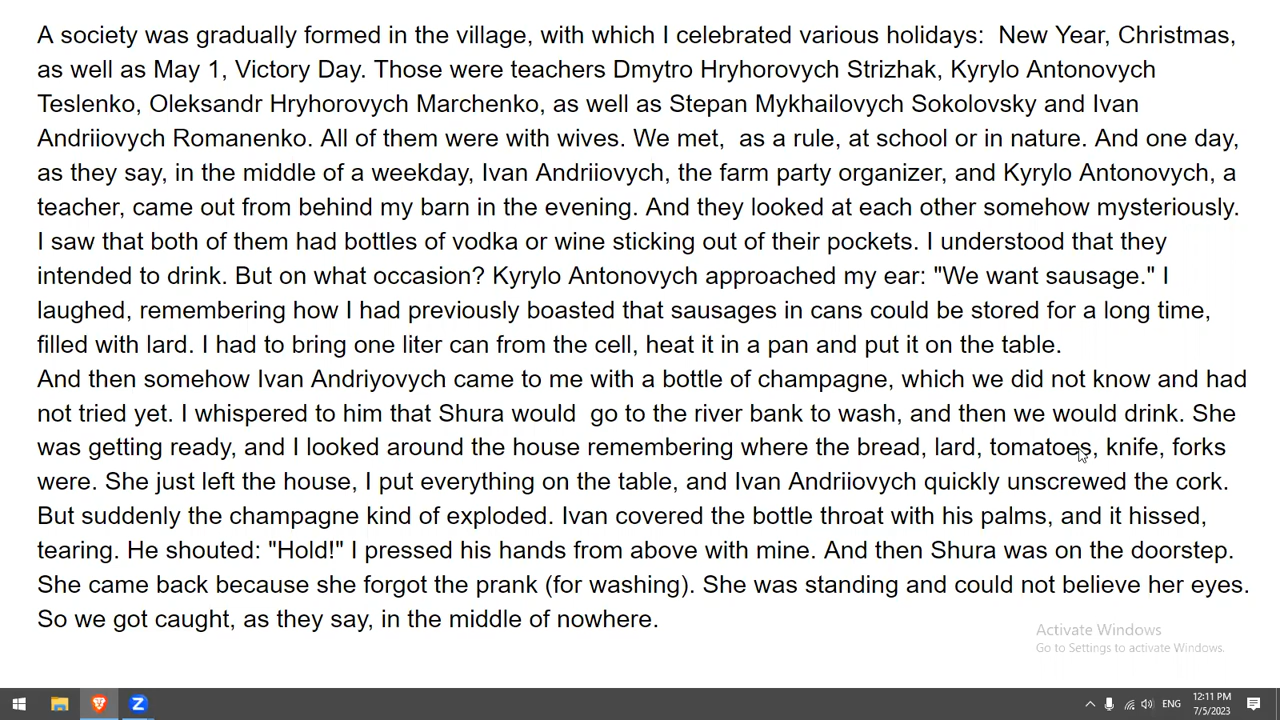 A society was gradually formed in the village, with which I celebrated various holidays:  New Year, Christmas,
as well as May 1, Victory Day. Those were teachers Dmytro Hryhorovych Strizhak, Kyrylo Antonovych
Teslenko, Oleksandr Hryhorovych Marchenko, as well as Stepan Mykhailovych Sokolovsky and Ivan
Andriiovych Romanenko. All of them were with wives. We met,  as a rule, at school or in nature. And one day,
as they say, in the middle of a weekday, Ivan Andriiovych, the farm party organizer, and Kyrylo Antonovych, a
teacher, came out from behind my barn in the evening. And they looked at each other somehow mysteriously.
I saw that both of them had bottles of vodka or wine sticking out of their pockets. I understood that they
intended to drink. But on what occasion? Kyrylo Antonovych approached my ear: "We want sausage." I
laughed, remembering how I had previously boasted that sausages in cans could be stored for a long time,
filled with lard. I had to bring one liter can from the cell, heat it in a pan and put it on the table.
And then somehow Ivan Andriyovych came to me with a bottle of champagne, which we did not know and had
not tried yet. I whispered to him that Shura would  go to the river bank to wash, and then we would drink. She
was getting ready, and I looked around the house remembering where the bread, lard, tomatoes, knife, forks
were. She just left the house, I put everything on the table, and Ivan Andriiovych quickly unscrewed the cork.
But suddenly the champagne kind of exploded. Ivan covered the bottle throat with his palms, and it hissed,
tearing. He shouted: "Hold!" I pressed his hands from above with mine. And then Shura was on the doorstep.
She came back because she forgot the prank (for washing). She was standing and could not believe her eyes.
So we got caught, as they say, in the middle of nowhere.
Activate Windows
Go to Settings to activate Windows.
ENG
12:11 PM
7/5/2023